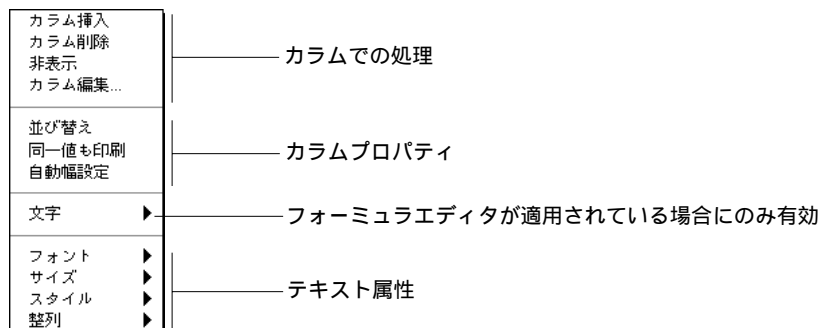 カラム挿入
カラム削除
非表示
カラム編集...
カラムでの処理
並び替え
同一値も印刷
自動幅設定
カラムプロパティ
文字
フォーミュラエディタが適用されている場合にのみ有効
フォント
サイズ
スタイル
整列
テキスト属性